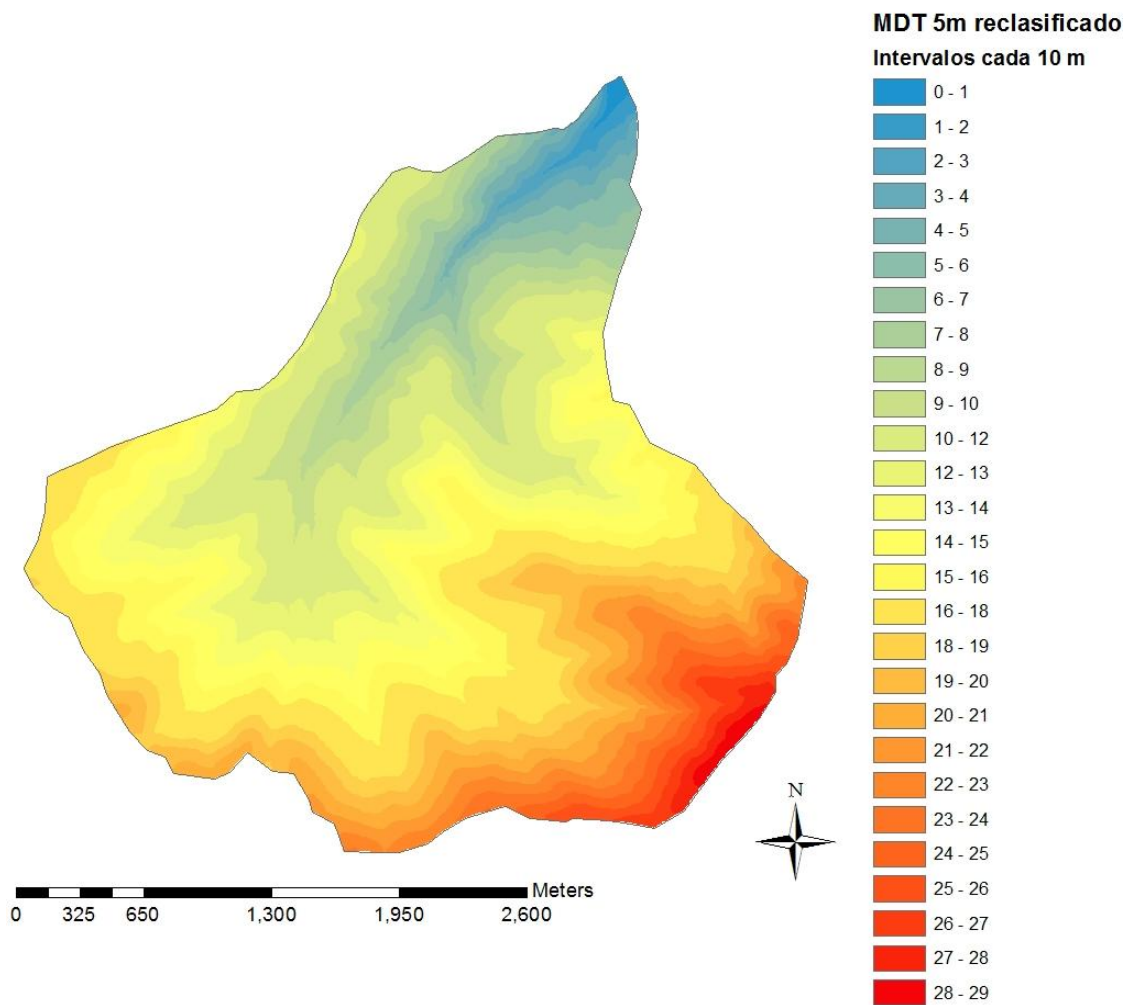 MDT 5m reclasificado
Intervalos cada 10 m
0 - 1
1 - 2
2 - 3
3 - 4
4 - 5
5 - 6
6 - 7
7 - 8
8 - 9
9 - 10
10 - 12
12 - 13
13 - 14
14 - 15
15 - 16
16 - 18
18 - 19
19 - 20
20 - 21
21 - 22
22 - 23
23 - 24
24 - 25
25 - 26
26 - 27
27 - 28
28 - 29
N
Meters
0 325 650 1,300 1,950 2,600